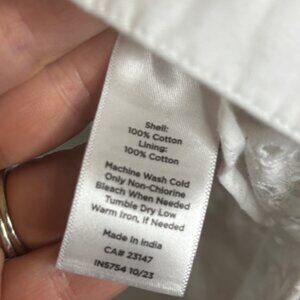 Shell:
100% Cotton
Lining:
100% Cotton
Machine Wash Cold
Only Non-Chlorine
Bleach When Needed
Tumble Dry Low
Warm Iron, if Needed
Made In India
CA# 23147
IN5754 10/23